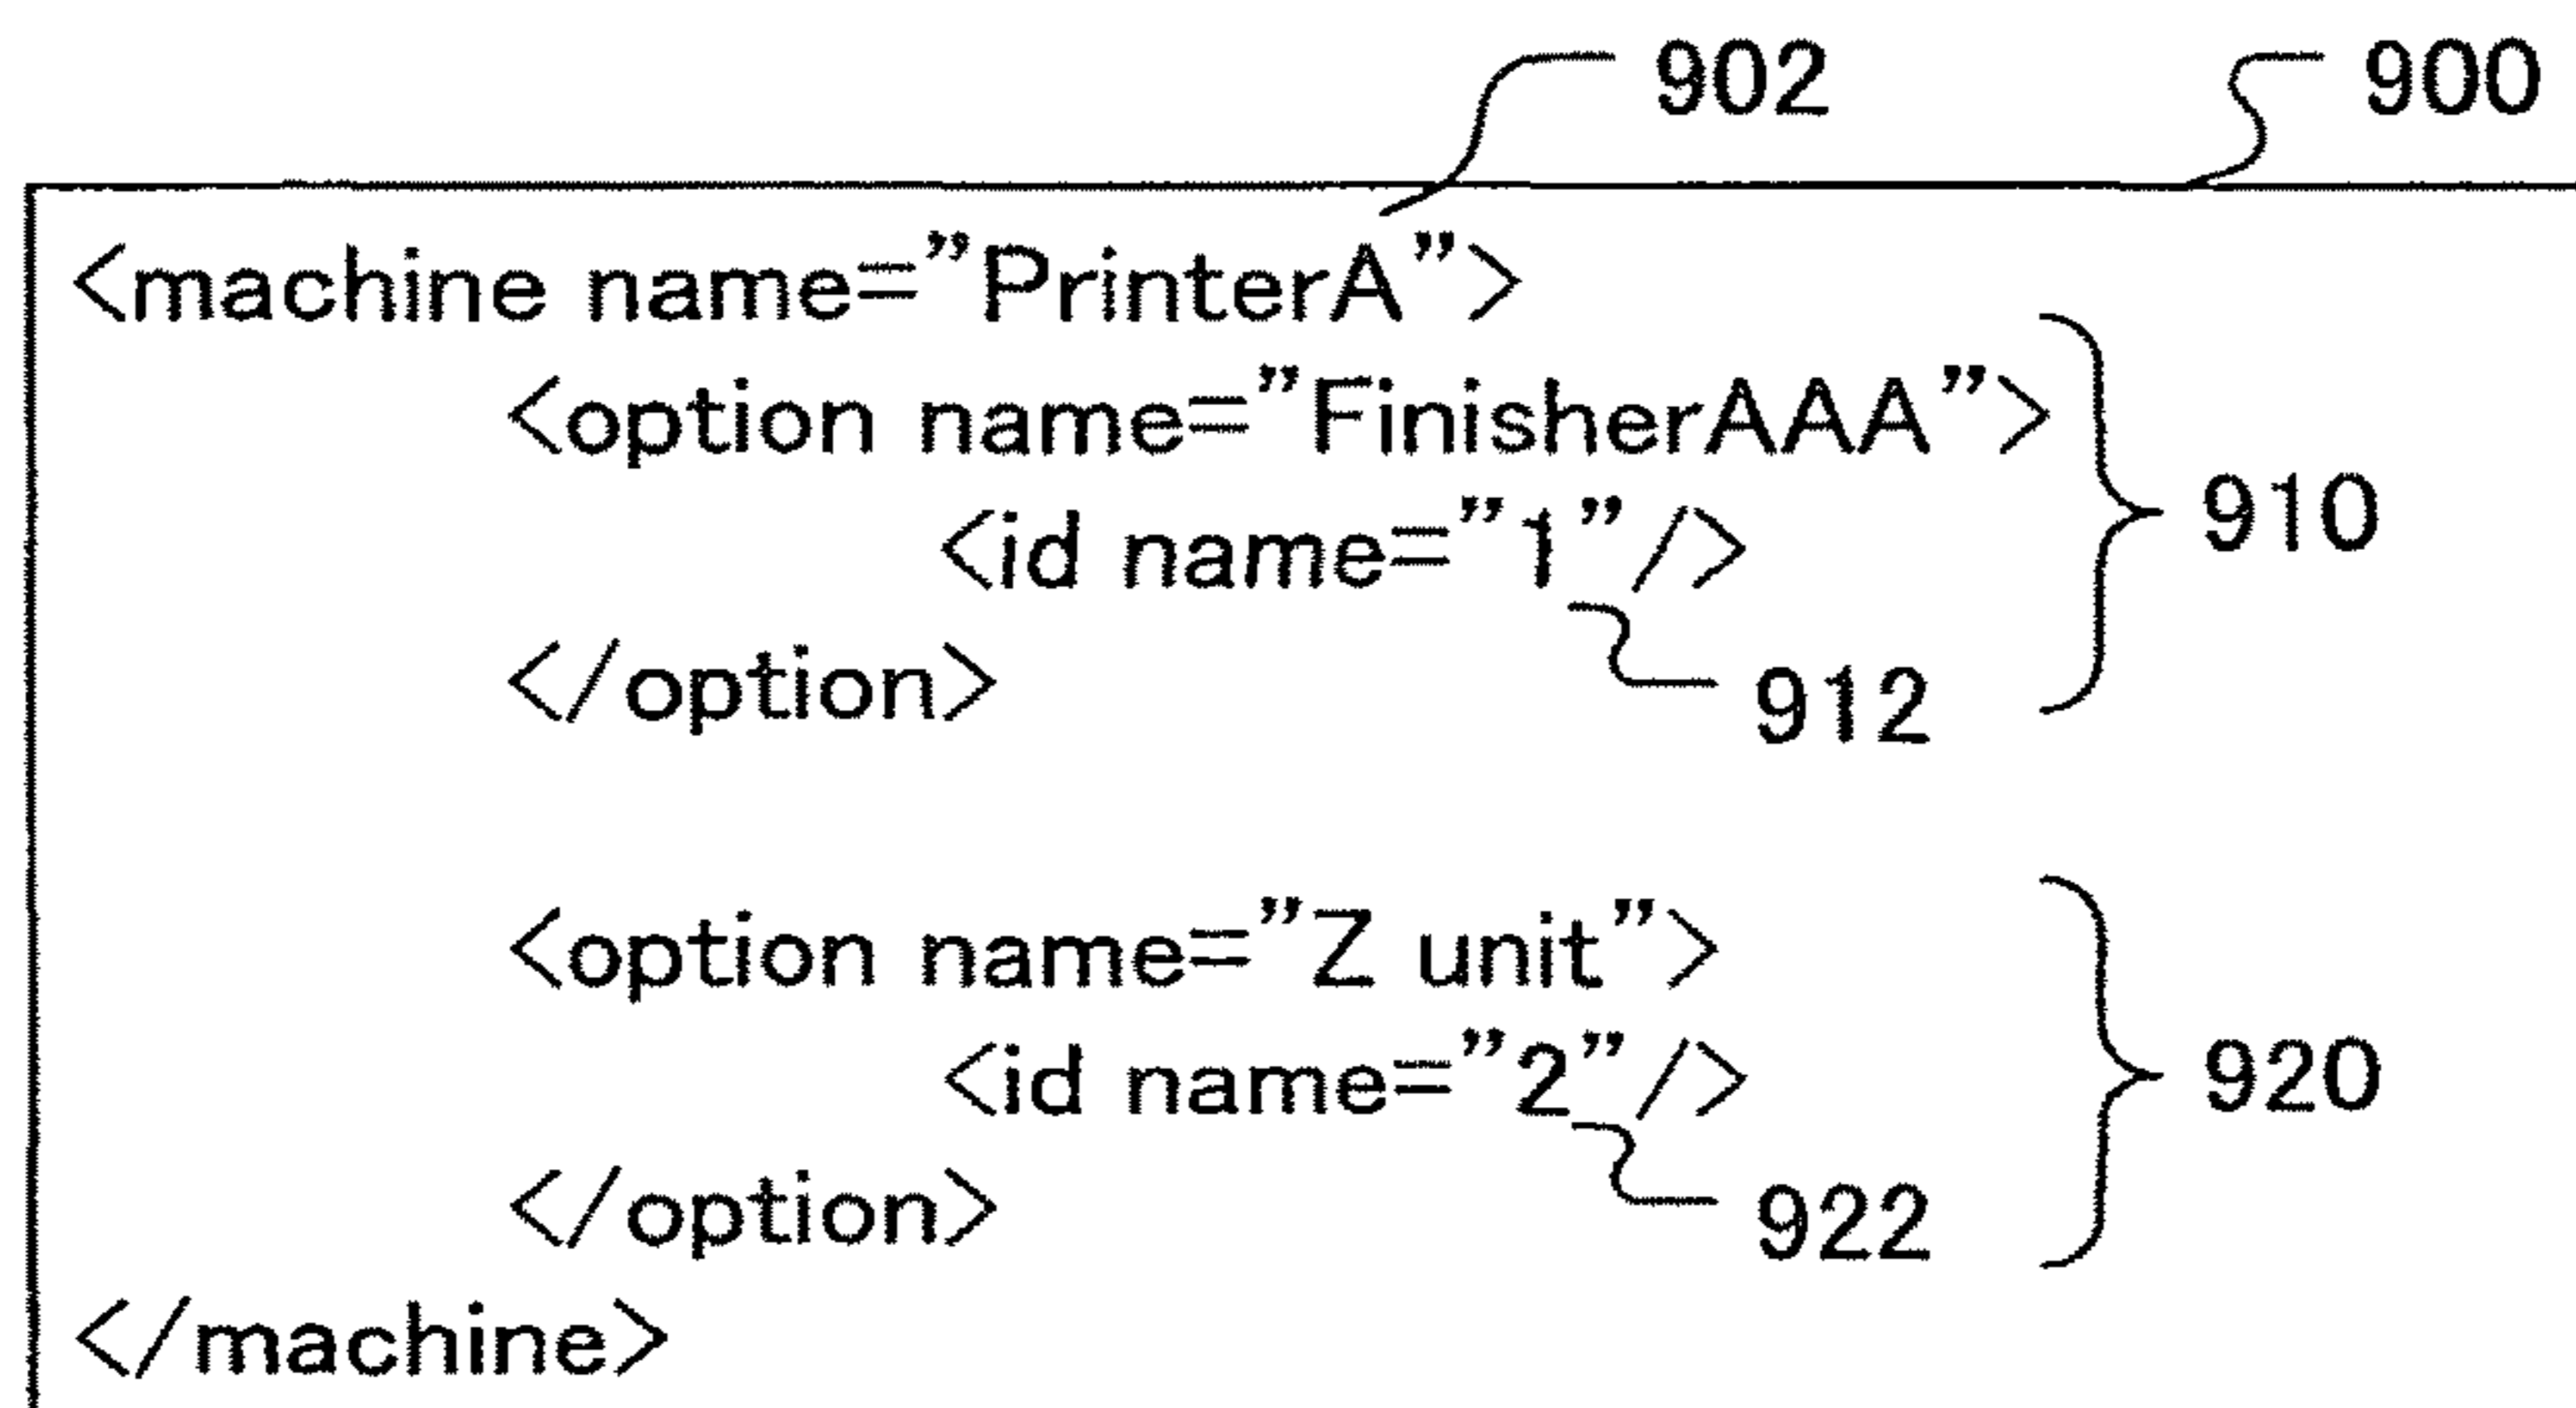 902 900
<machine name=”PrinterA”>
<option name=”FinisherAAA”>
910
<id name=”1”/>
</option>
912
<option name=”Z unit”>
<id name=”2”/>
920
</option>
922
</machine>